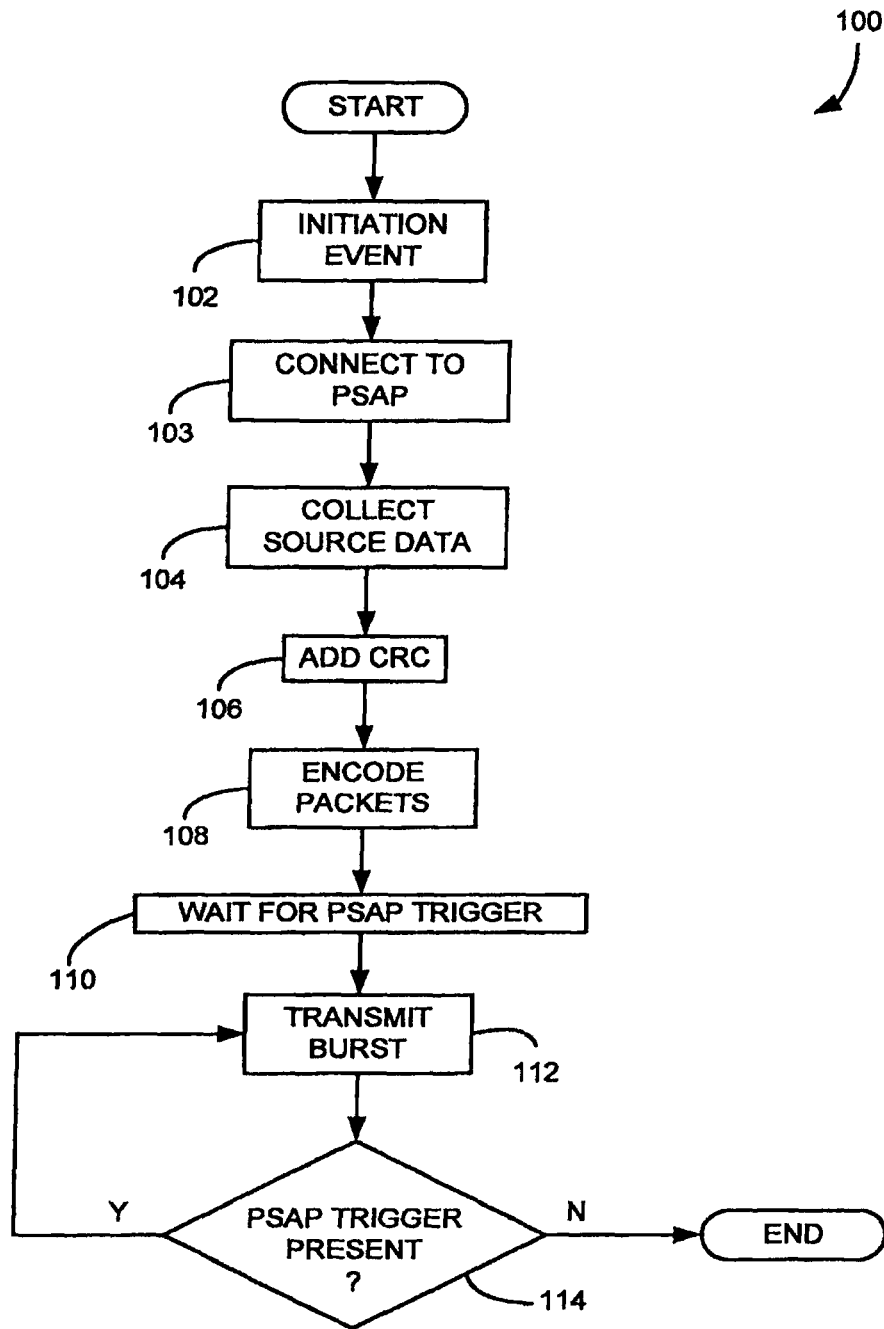 100
START
INITIATION
EVENT
102
CONNECT TO
PSAP
103
COLLECT
SOURCE DATA
104
ADD CRC
106
ENCODE
PACKETS
108
WAIT FOR PSAP TRIGGER
110
TRANSMIT
BURST
112
Y
PSAP TRIGGER
PRESENT
?
N
END
114